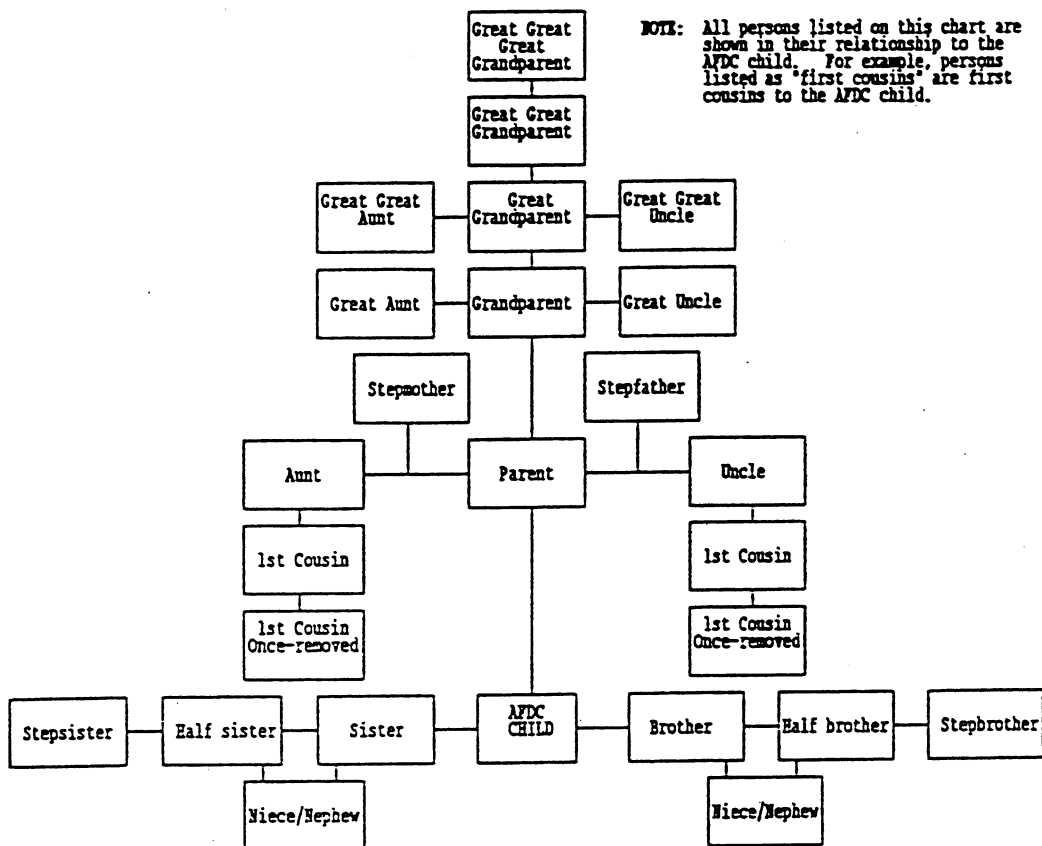 Great Great
Great
Grandparent
NOTE: All persons listed on this chart are
shown in their relationship to the
AFDC child. For example, persons
listed as "first cousins" are first
cousins to the AFDC child.
Great Great
Grandparent
Great Great
Aunt
Great
Grandparent
Great Great
Uncle
Great Aunt
Grandparent
Great Uncle
Stepmother
Stepfather
Aunt
Parent
Uncle
1st Cousin
1st Cousin
1st Cousin
Once-removed
1st Cousin
Once-removed
Stepsister
Half sister
Sister
AFDC
CHILD
Brother
Half brother
Stepbrother
Niece/Nephew
Niece/Nephew